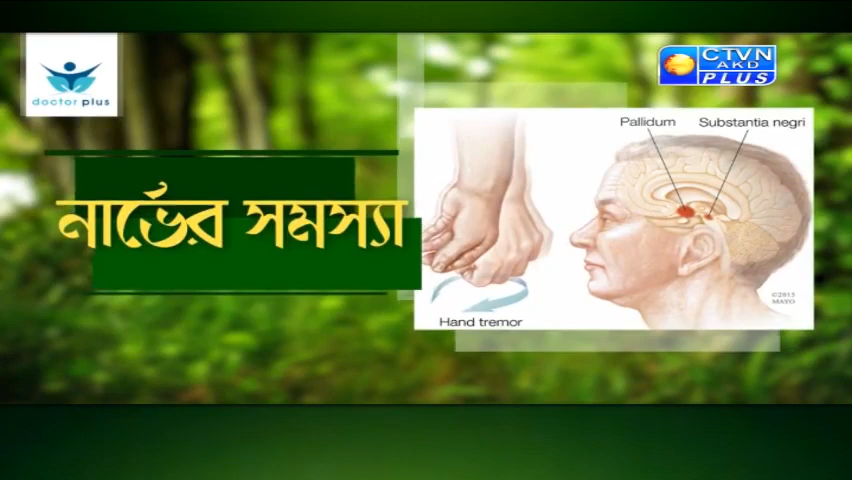 doctor plus
CTVN
AKD
PLUS
নার্ভের সমস্যা
Pallidum
Substantia negri
Hand tremor
©2015
MAYO